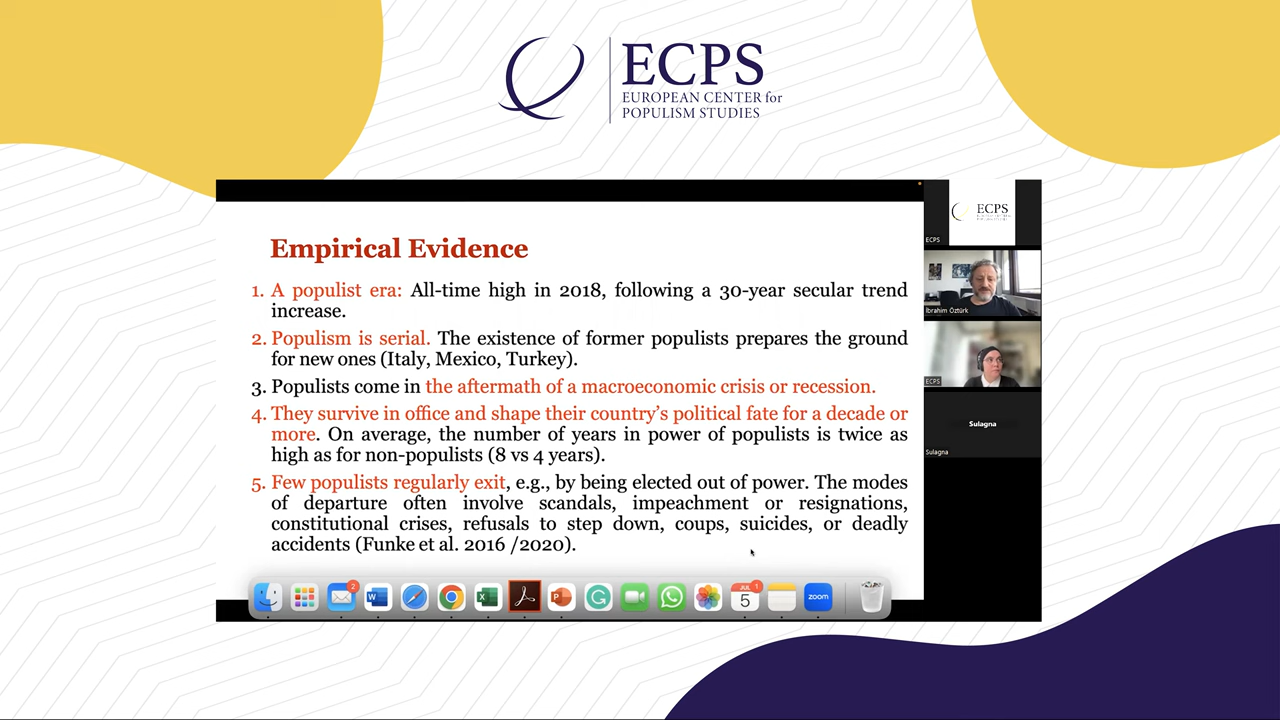 ECPS
EUROPEAN CENTER for
POPULISM STUDIES
Empirical Evidence
1. A populist era: All-time high in 2018, following a 30-year secular trend
increase.
2. Populism is serial. The existence of former populists prepares the ground
for new ones (Italy, Mexico, Turkey).
3. Populists come in the aftermath of a macroeconomic crisis or recession.
4. They survive in office and shape their country's political fate for a decade or
more. On average, the number of years in power of populists is twice as
high as for non-populists (8 vs 4 years).
5. Few populists regularly exit, e.g., by being elected out of power. The modes
of departure often involve scandals, impeachment or resignations,
constitutional crises, refusals to step down, coups, suicides, or deadly
accidents (Funke et al. 2016 /2020).
2
W
X
P
JUL
1
5
zoom
ECPS
ECPS
İbrahim Öztürk
ECPS
Sulagna
Sulagna